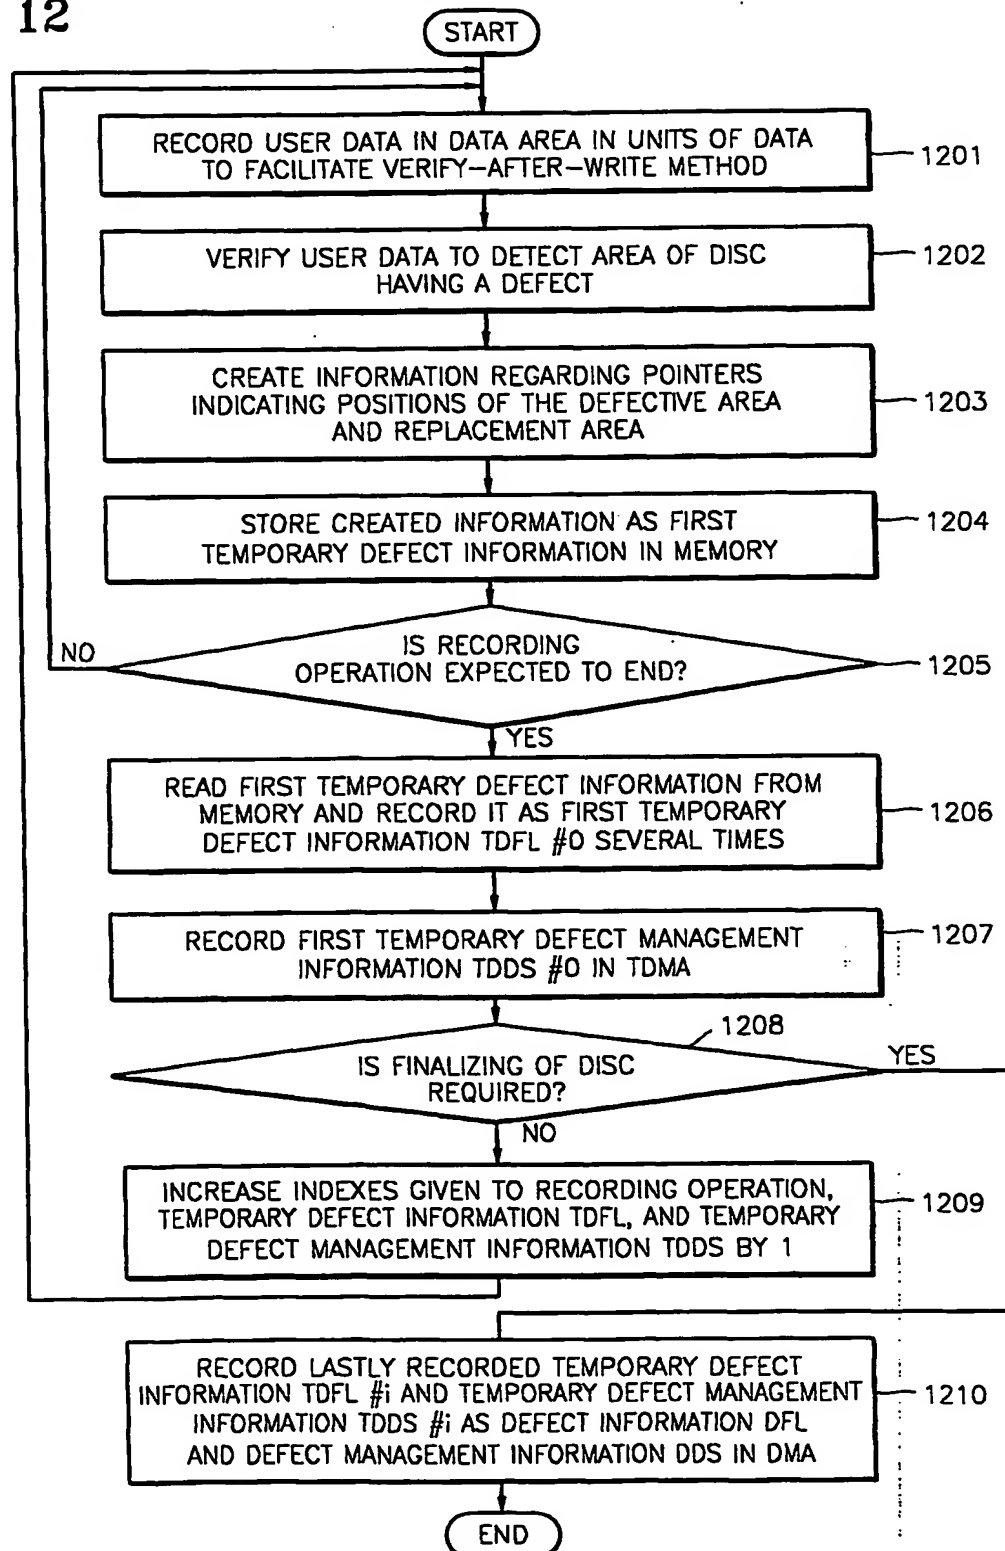 12
START
RECORD USER DATA IN DATA AREA IN UNITS OF DATA
TO FACILITATE VERIFY-AFTER-WRITE METHOD
1201
VERIFY USER DATA TO DETECT AREA OF DISC
HAVING A DEFECT
1202
CREATE INFORMATION REGARDING POINTERS
INDICATING POSITIONS OF THE DEFECTIVE AREA
AND REPLACEMENT AREA
1203
STORE CREATED INFORMATION AS FIRST
TEMPORARY DEFECT INFORMATION IN MEMORY
1204
IS RECORDING
OPERATION EXPECTED TO END?
1205
NO
YES
READ FIRST TEMPORARY DEFECT INFORMATION FROM
MEMORY AND RECORD IT AS FIRST TEMPORARY
DEFECT INFORMATION TDFL #0 SEVERAL TIMES
1206
RECORD FIRST TEMPORARY DEFECT MANAGEMENT
INFORMATION TDDS #0 IN TDMA
1207
1208
IS FINALIZING OF DISC
REQUIRED?
YES
NO
INCREASE INDEXES GIVEN TO RECORDING OPERATION,
TEMPORARY DEFECT INFORMATION TDFL, AND TEMPORARY
DEFECT MANAGEMENT INFORMATION TDDS BY 1
1209
RECORD LASTLY RECORDED TEMPORARY DEFECT
INFORMATION TDFL #i AND TEMPORARY DEFECT MANAGEMENT
INFORMATION TDDS #i AS DEFECT INFORMATION DFL
AND DEFECT MANAGEMENT INFORMATION DDS IN DMA
1210
END